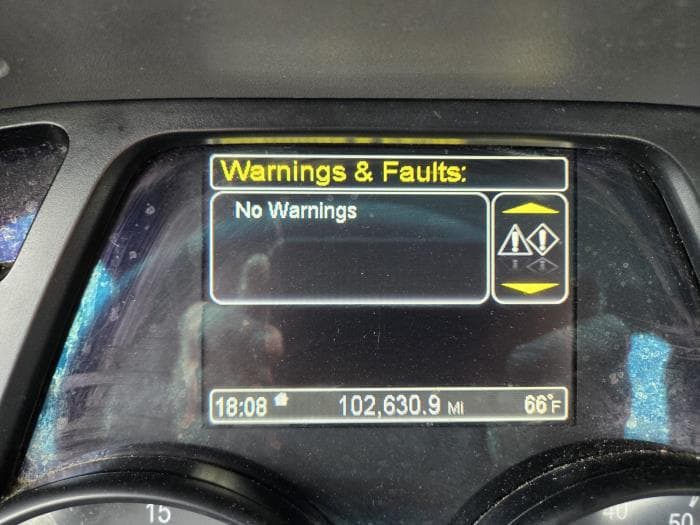 Warnings & Faults:
No Warnings
18:08 102,630.9 MI 66°F
15
40
50